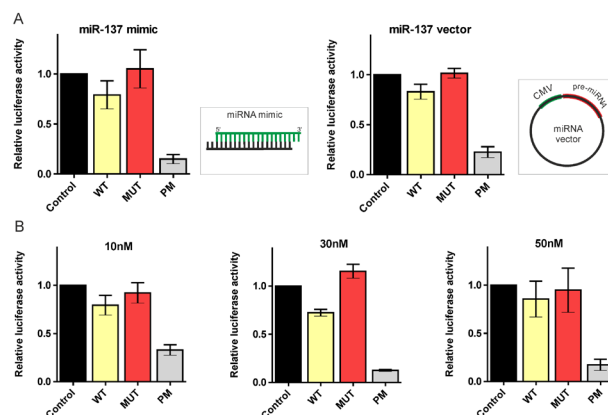 A
miR-137 mimic
Relative luciferase activity
1.0
0.5
0.0
Control
WT
MUT
PM
miRNA mimic
5'
3'
miR-137 vector
Relative luciferase activity
1.0
0.5
0.0
Control
WT
MUT
PM
CMV
pre-miRNA
miRNA
vector
B
10nM
Relative luciferase activity
1.0
0.5
0.0
Control
WT
MUT
PM
30nM
Relative luciferase activity
1.0
0.5
0.0
Control
WT
MUT
PM
50nM
Relative luciferase activity
1.0
0.5
0.0
Control
WT
MUT
PM